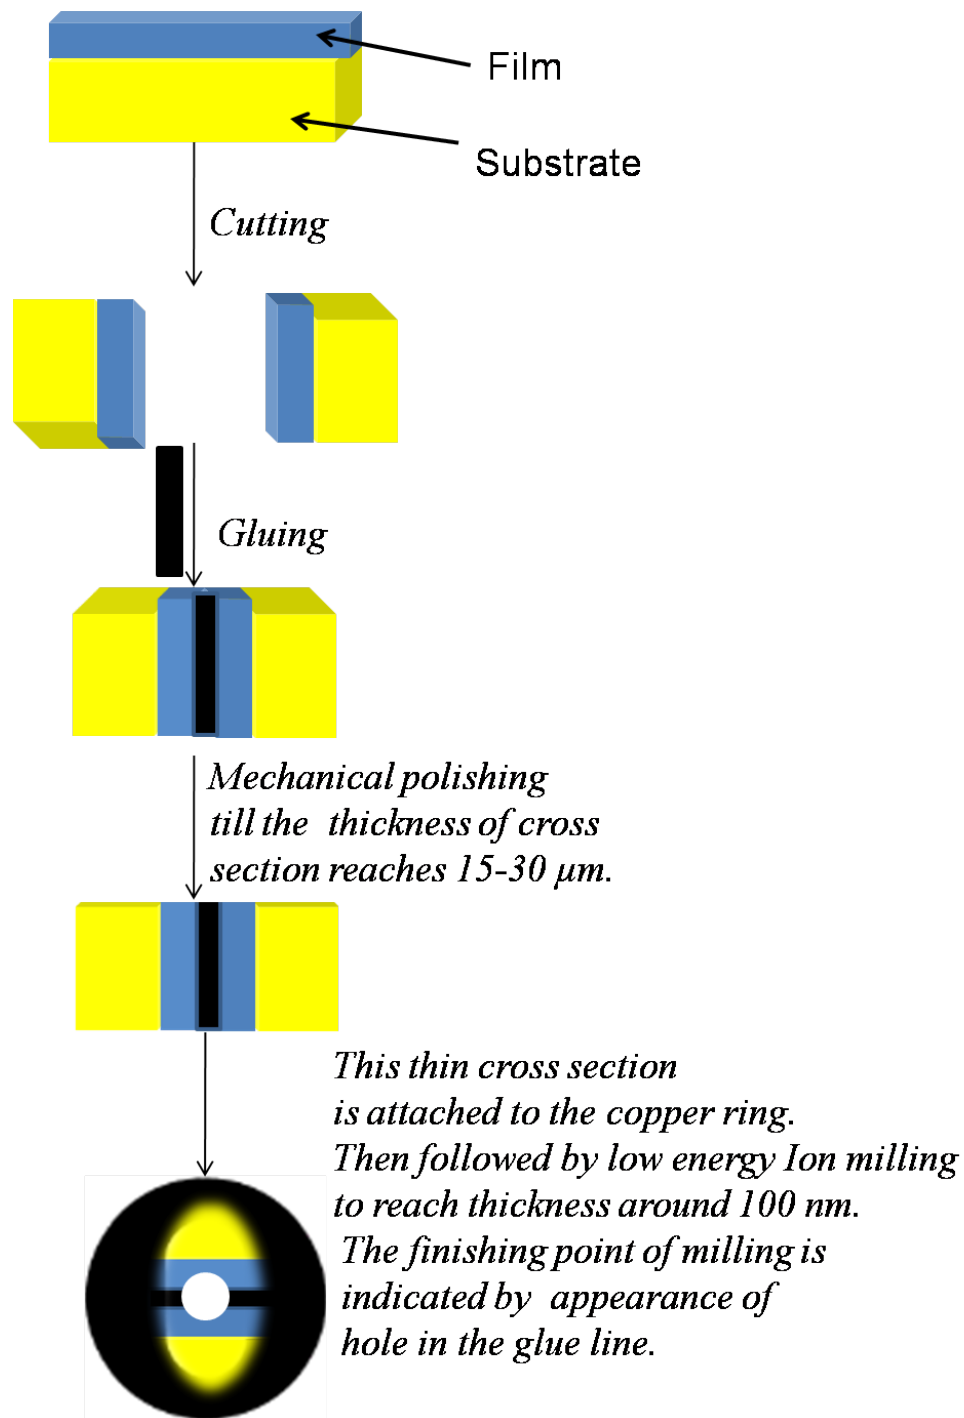 Film
Substrate
Cutting
Gluing
Mechanical polishing
till the thickness of cross
section reaches 15-30 μm.
This thin cross section
is attached to the copper ring.
Then followed by low energy Ion milling
to reach thickness around 100 nm.
The finishing point of milling is
indicated by appearance of
hole in the glue line.